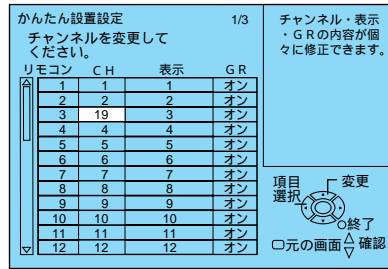 かんたん設置設定 1/3
チャンネルを変更して
ください。
リモコン CH 表示 GR
1 1 1 オン
2 2 2 オン
3 19 3 オン
4 4 4 オン
5 5 5 オン
6 6 6 オン
7 7 7 オン
8 8 8 オン
9 9 9 オン
10 10 10 オン
11 11 11 オン
12 12 12 オン
チャンネル・表示
・GRの内容が個
々に修正できます。
項目
選択
変更
終了
元の画面 確認